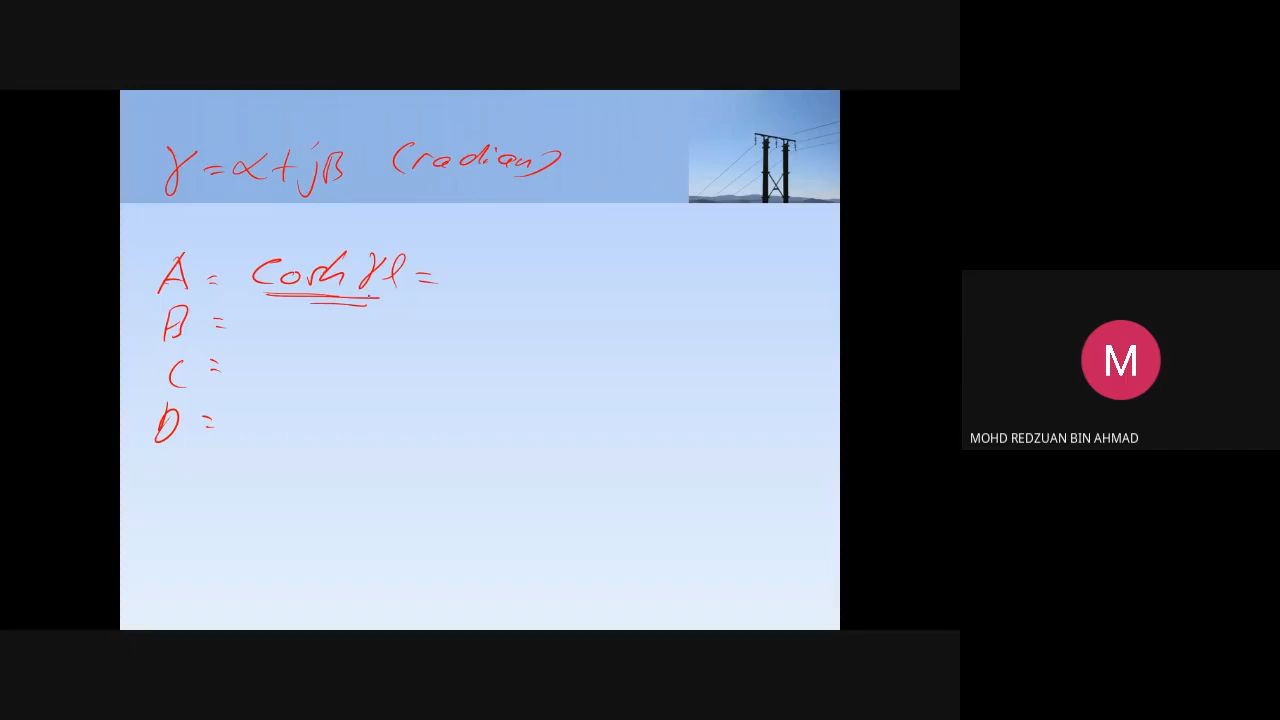 γ = α + jβ (radian)
A = Cosh γl =
B =
C =
D =
M
MOHD REDZUAN BIN AHMAD